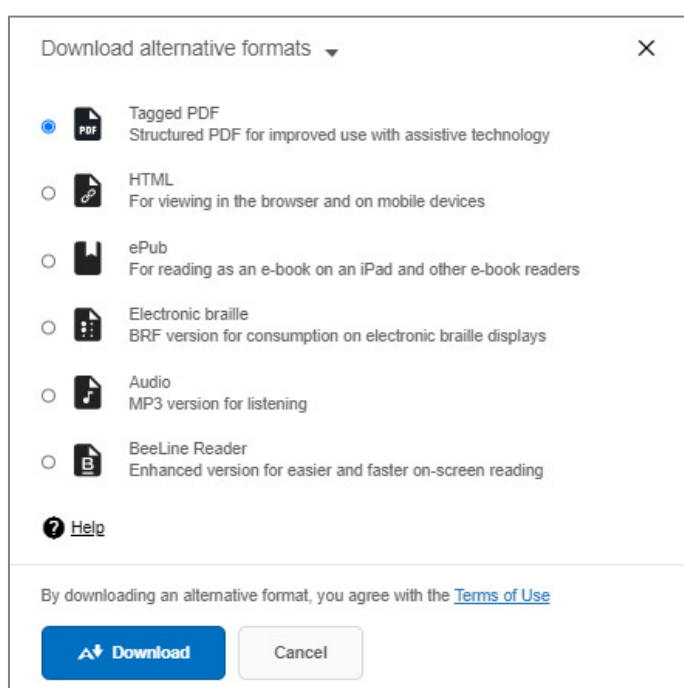 Download alternative formats
Tagged PDF
PDF
Structured PDF for improved use with assistive technology
HTML
For viewing in the browser and on mobile devices
ePub
For reading as an e-book on an iPad and other e-book readers
Electronic braille
BRF version for consumption on electronic braille displays
Audio
MP3 version for listening
BeeLine Reader
B
Enhanced version for easier and faster on-screen reading
? Help
By downloading an alternative format, you agree with the Terms of Use
A Download
Cancel